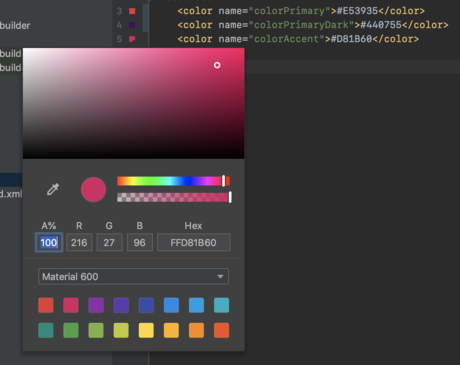 builder
build
build
d.xml
3 <color name="colorPrimary">#E53935</color>
4 <color name="colorPrimaryDark">#440755</color>
5 <color name="colorAccent">#D81B60</color>
A% R G B Hex
100 216 27 96 FFD81B60
Material 600